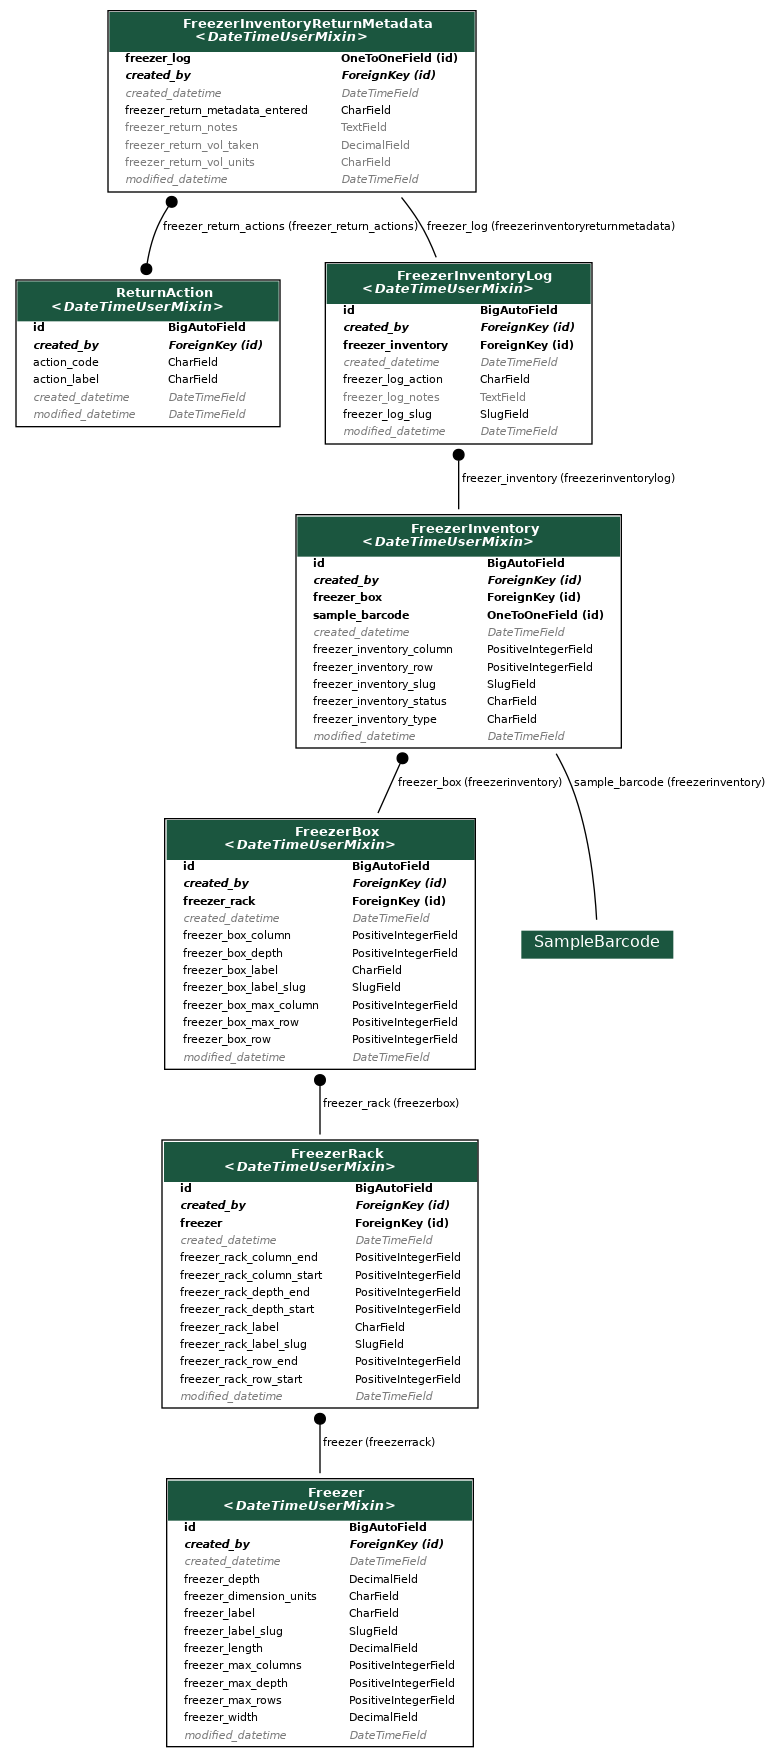 FreezerInventoryReturnMetadata
<DateTimeUserMixin>
freezer_log OneToOneField (id)
created_by ForeignKey (id)
created_datetime DateTimeField
freezer_return_metadata_entered CharField
freezer_return_notes TextField
freezer_return_vol_taken DecimalField
freezer_return_vol_units CharField
modified_datetime DateTimeField
freezer_return_actions (freezer_return_actions)
freezer_log (freezerinventoryreturnmetadata)
ReturnAction
<DateTimeUserMixin>
id BigAutoField
created_by ForeignKey (id)
action_code CharField
action_label CharField
created_datetime DateTimeField
modified_datetime DateTimeField
FreezerInventoryLog
<DateTimeUserMixin>
id BigAutoField
created_by ForeignKey (id)
freezer_inventory ForeignKey (id)
created_datetime DateTimeField
freezer_log_action CharField
freezer_log_notes TextField
freezer_log_slug SlugField
modified_datetime DateTimeField
freezer_inventory (freezerinventorylog)
FreezerInventory
<DateTimeUserMixin>
id BigAutoField
created_by ForeignKey (id)
freezer_box ForeignKey (id)
sample_barcode OneToOneField (id)
created_datetime DateTimeField
freezer_inventory_column PositiveIntegerField
freezer_inventory_row PositiveIntegerField
freezer_inventory_slug SlugField
freezer_inventory_status CharField
freezer_inventory_type CharField
modified_datetime DateTimeField
freezer_box (freezerinventory)
sample_barcode (freezerinventory)
FreezerBox
<DateTimeUserMixin>
id BigAutoField
created_by ForeignKey (id)
freezer_rack ForeignKey (id)
created_datetime DateTimeField
freezer_box_column PositiveIntegerField
freezer_box_depth PositiveIntegerField
freezer_box_label CharField
freezer_box_label_slug SlugField
freezer_box_max_column PositiveIntegerField
freezer_box_max_row PositiveIntegerField
freezer_box_row PositiveIntegerField
modified_datetime DateTimeField
SampleBarcode
freezer_rack (freezerbox)
FreezerRack
<DateTimeUserMixin>
id BigAutoField
created_by ForeignKey (id)
freezer ForeignKey (id)
created_datetime DateTimeField
freezer_rack_column_end PositiveIntegerField
freezer_rack_column_start PositiveIntegerField
freezer_rack_depth_end PositiveIntegerField
freezer_rack_depth_start PositiveIntegerField
freezer_rack_label CharField
freezer_rack_label_slug SlugField
freezer_rack_row_end PositiveIntegerField
freezer_rack_row_start PositiveIntegerField
modified_datetime DateTimeField
freezer (freezerrack)
Freezer
<DateTimeUserMixin>
id BigAutoField
created_by ForeignKey (id)
created_datetime DateTimeField
freezer_depth DecimalField
freezer_dimension_units CharField
freezer_label CharField
freezer_label_slug SlugField
freezer_length DecimalField
freezer_max_columns PositiveIntegerField
freezer_max_depth PositiveIntegerField
freezer_max_rows PositiveIntegerField
freezer_width DecimalField
modified_datetime DateTimeField